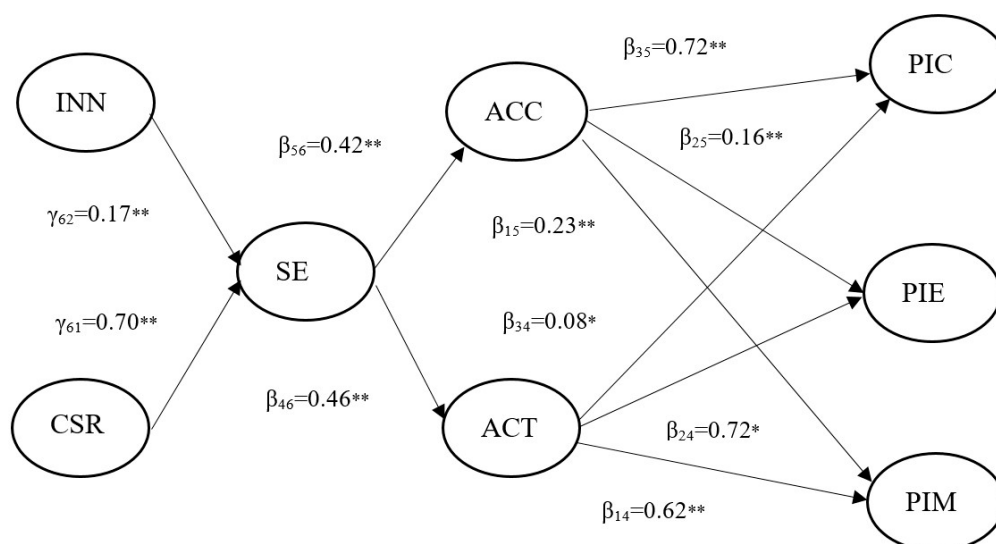 β₃₅=0.72**
PIC
INN
ACC
β₂₅=0.16**
β₅₆=0.42**
γ₆₂=0.17**
β₁₅=0.23**
SE
PIE
γ₆₁=0.70**
β₃₄=0.08*
β₄₆=0.46**
CSR
ACT
β₂₄=0.72*
PIM
β₁₄=0.62**